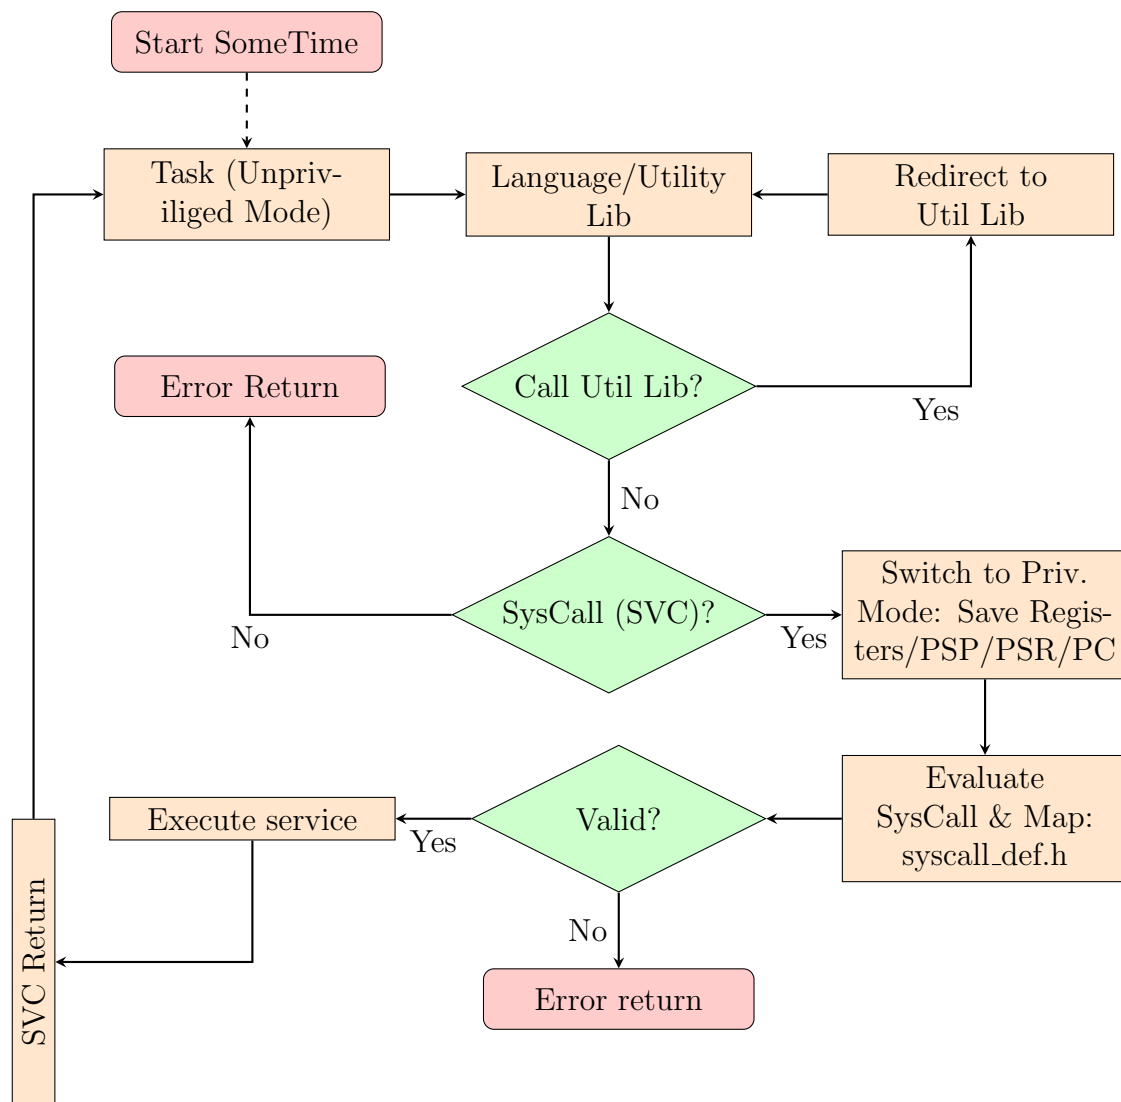 Start SomeTime
Task (Unpriv-
iliged Mode)
Language/Utility
Lib
Redirect to
Util Lib
Error Return
Call Util Lib?
Yes
No
SysCall (SVC)?
No
Yes
Switch to Priv.
Mode: Save Regis-
ters/PSP/PSR/PC
Evaluate
SysCall & Map:
syscall_def.h
Valid?
Yes
Execute service
No
SVC Return
Error return